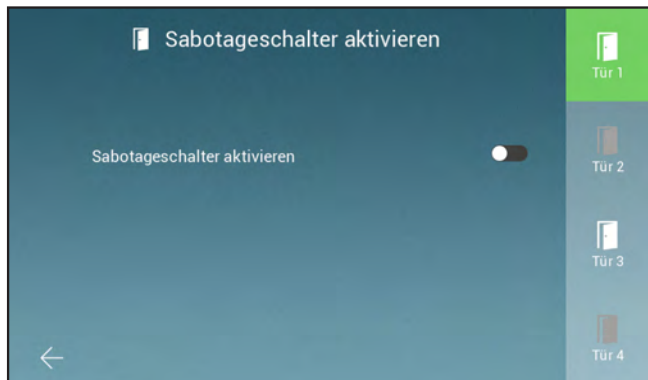 Sabotageschalter aktivieren
Sabotageschalter aktivieren
Tür 1
Tür 2
Tür 3
Tür 4